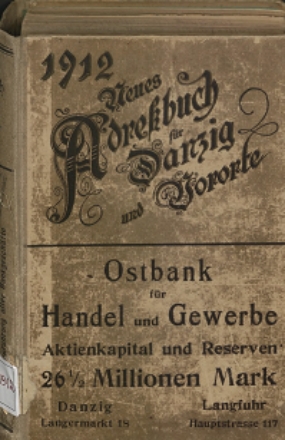 1912
Neues
Adreßbuch
für
Danzig
und Vororte
Ostbank
für
Handel und Gewerbe
Aktienkapital und Reserven
26½ Millionen Mark
Danzig Langfuhr
Langermarkt 18 Hauptstrasse 117